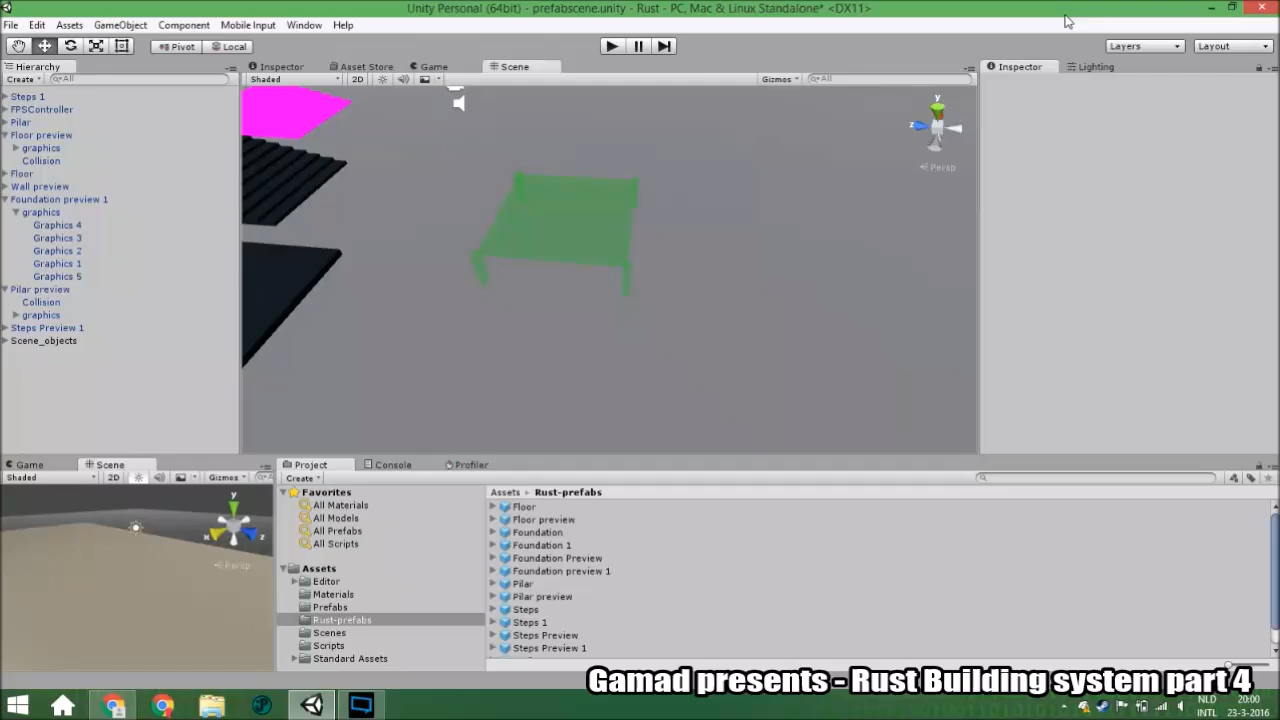 Unity Personal (64bit) - prefabscene.unity - Rust - PC, Mac & Linux Standalone* <DX11>
File Edit Assets GameObject Component Mobile Input Window Help
Pivot Local Layers Layout
Hierarchy Inspector Asset Store Game Scene Inspector Lighting
Create All Shaded 2D Gizmos All
Steps 1
FPSController
Pilar
Floor preview
graphics
Collision
Floor
Wall preview
Foundation preview 1
graphics
Graphics 4
Graphics 3
Graphics 2
Graphics 1
Graphics 5
Pilar preview
Collision
graphics
Steps Preview 1
Scene_objects
y
z
Persp
Game Scene
Shaded 2D Gizmos
y
x z
Persp
Project Console Profiler
Create
Favorites
All Materials
All Models
All Prefabs
All Scripts
Assets
Editor
Materials
Prefabs
Rust-prefabs
Scenes
Scripts
Standard Assets
Assets Rust-prefabs
Floor
Floor preview
Foundation
Foundation 1
Foundation Preview
Foundation preview 1
Pilar
Pilar preview
Steps
Steps 1
Steps Preview
Steps Preview 1
Gamad presents - Rust Building system part 4
NLD
INTL
20:00
23-3-2016